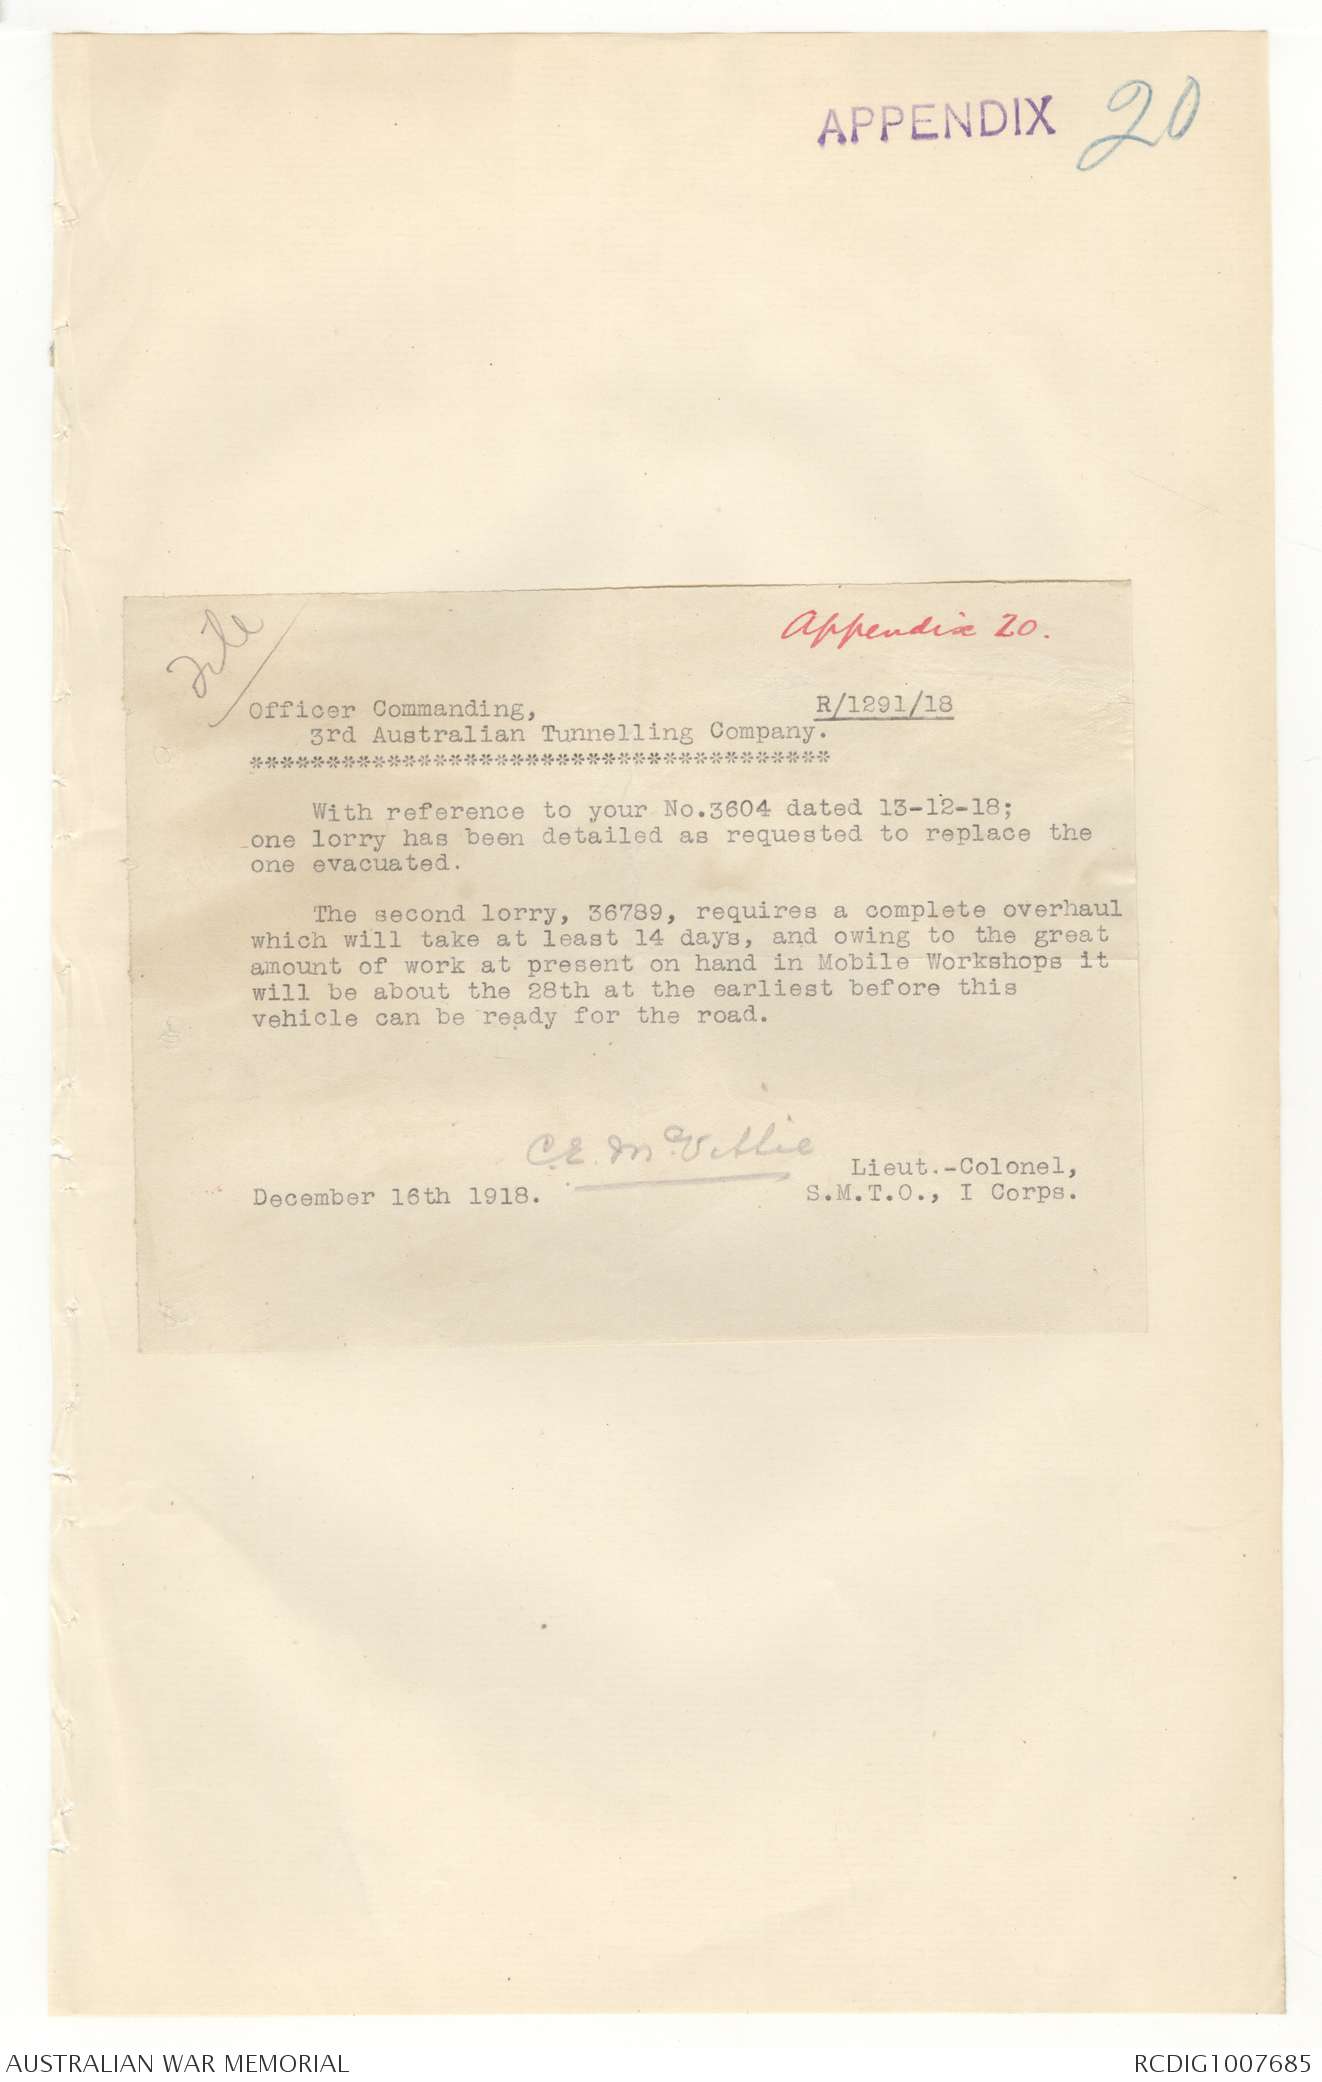 APPENDIX 20
File
Appendix 20.
Officer Commanding, R/1291/18
3rd Australian Tunnelling Company.
**************************************
With reference to your No.3604 dated 13-12-18;
one lorry has been detailed as requested to replace the
one evacuated.
The second lorry, 36789, requires a complete overhaul
which will take at least 14 days, and owing to the great
amount of work at present on hand in Mobile Workshops it
will be about the 28th at the earliest before this
vehicle can be ready for the road.
C.E. McVittie
Lieut.-Colonel,
December 16th 1918. S.M.T.O., I Corps.
AUSTRALIAN WAR MEMORIAL RCDIG1007685